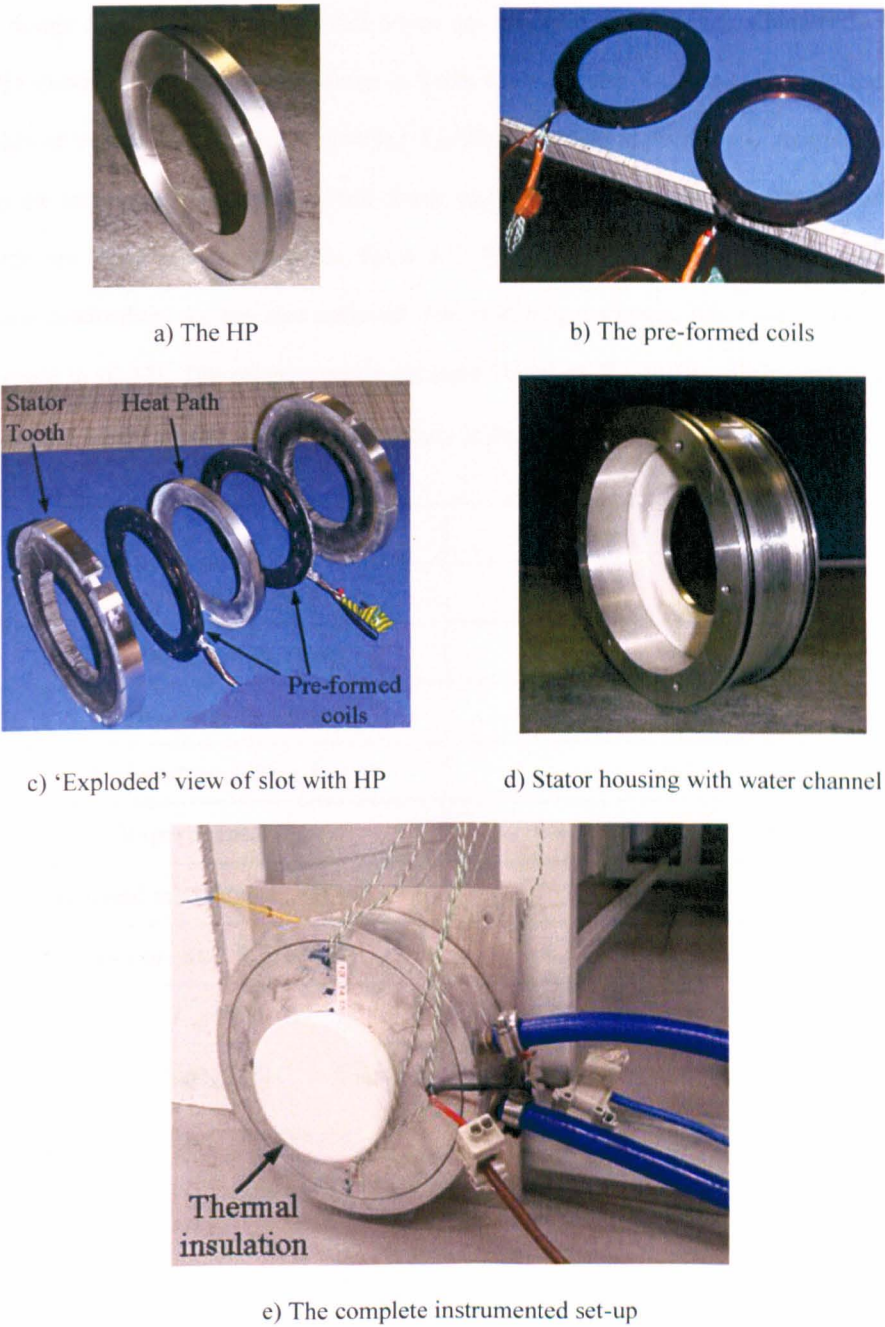 a) The HP
b) The pre-formed coils
Stator
Tooth
Heat Path
Pre-formed
coils
c) ‘Exploded’ view of slot with HP
d) Stator housing with water channel
Thermal
insulation
e) The complete instrumented set-up